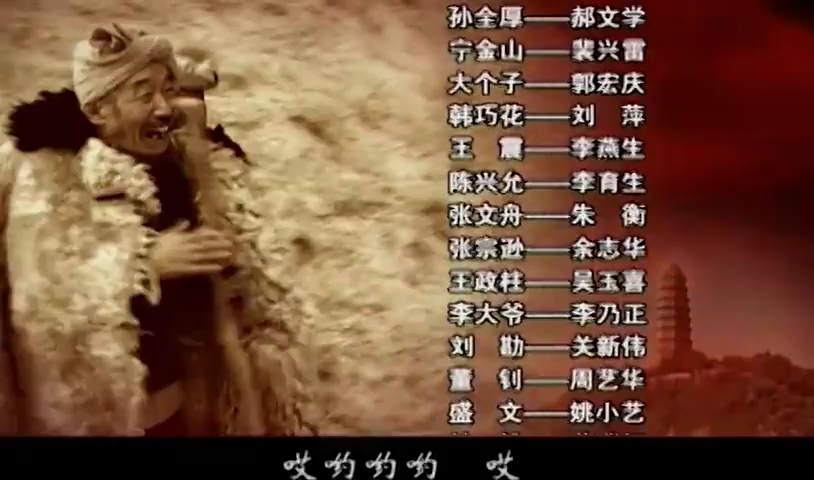 孙全厚——郝文学
宁金山——裴兴雷
大个子——郭宏庆
韩巧花——刘　萍
王　震——李燕生
陈兴允——李育生
张文舟——朱　衡
张宗逊——余志华
王政柱——吴玉喜
李大爷——李乃正
刘　勘——关新伟
董　钊——周艺华
盛　文——姚小艺
哎哟哟哟　哎